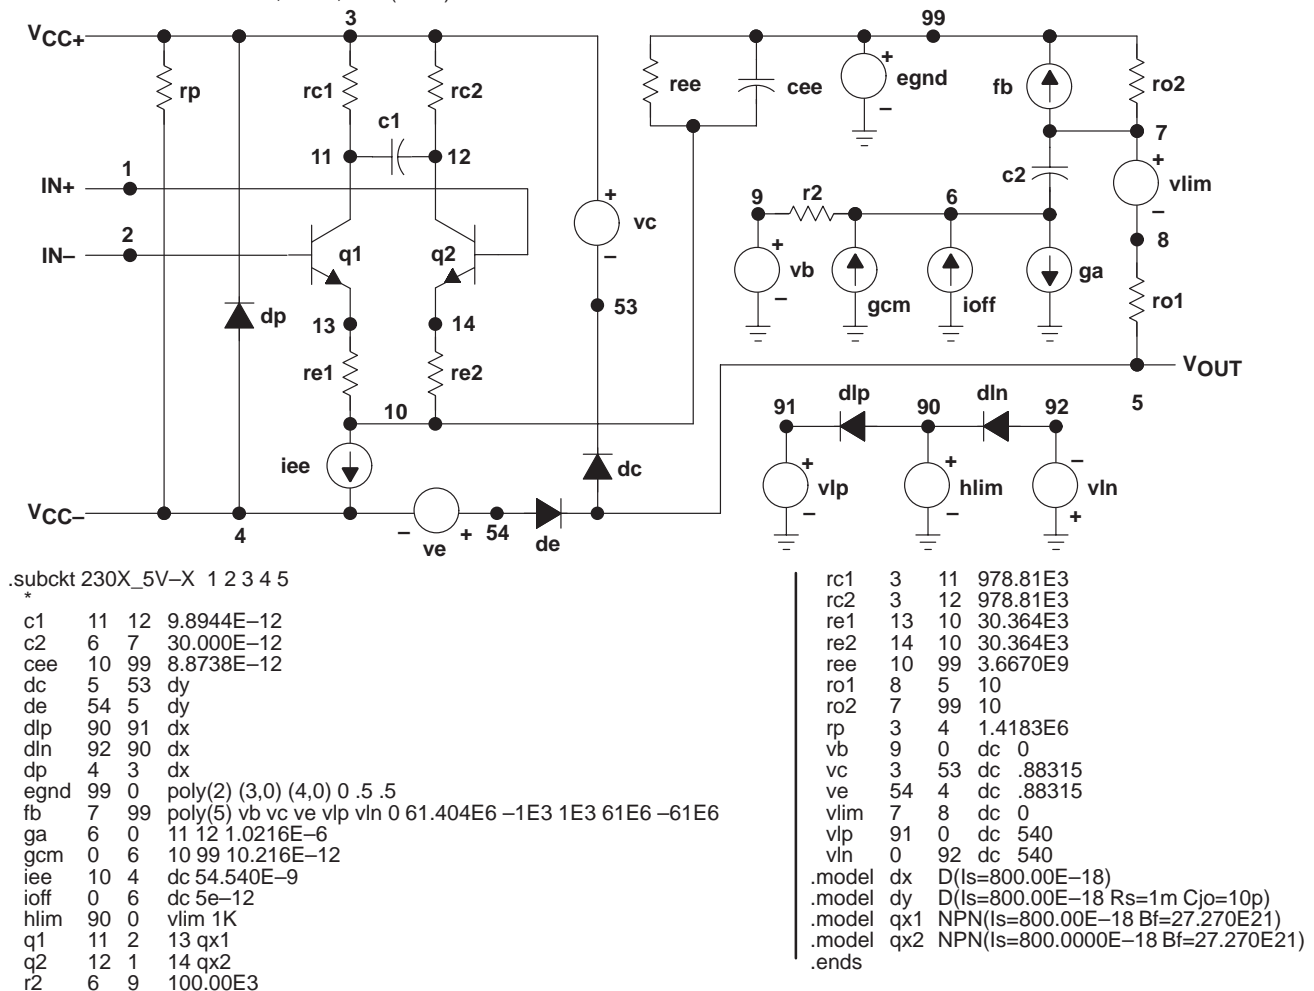 3
99
VCC+
rp
rc1
rc2
c1
11
12
ree
cee
egnd
+
−
fb
ro2
7
1
IN+
2
IN−
q1
q2
+
vc
−
53
dp
13
14
re1
re2
10
iee
dc
VCC−
4
−
ve
+
54
de
c2
+
vlim
−
8
9
r2
6
+
vb
−
gcm
ioff
ga
ro1
VOUT
5
91
dlp
90
dln
92
+
vlp
−
+
hlim
−
−
vln
+
.subckt 230X_5V−X 1 2 3 4 5
*
c1 11 12 9.8944E−12
c2 6 7 30.000E−12
cee 10 99 8.8738E−12
dc 5 53 dy
de 54 5 dy
dlp 90 91 dx
dln 92 90 dx
dp 4 3 dx
egnd 99 0 poly(2) (3,0) (4,0) 0 .5 .5
fb 7 99 poly(5) vb vc ve vlp vln 0 61.404E6 −1E3 1E3 61E6 −61E6
ga 6 0 11 12 1.0216E−6
gcm 0 6 10 99 10.216E−12
iee 10 4 dc 54.540E−9
ioff 0 6 dc 5e−12
hlim 90 0 vlim 1K
q1 11 2 13 qx1
q2 12 1 14 qx2
r2 6 9 100.00E3
rc1 3 11 978.81E3
rc2 3 12 978.81E3
re1 13 10 30.364E3
re2 14 10 30.364E3
ree 10 99 3.6670E9
ro1 8 5 10
ro2 7 99 10
rp 3 4 1.4183E6
vb 9 0 dc 0
vc 3 53 dc .88315
ve 54 4 dc .88315
vlim 7 8 dc 0
vlp 91 0 dc 540
vln 0 92 dc 540
.model dx D(Is=800.00E−18)
.model dy D(Is=800.00E−18 Rs=1m Cjo=10p)
.model qx1 NPN(Is=800.00E−18 Bf=27.270E21)
.model qx2 NPN(Is=800.0000E−18 Bf=27.270E21)
.ends